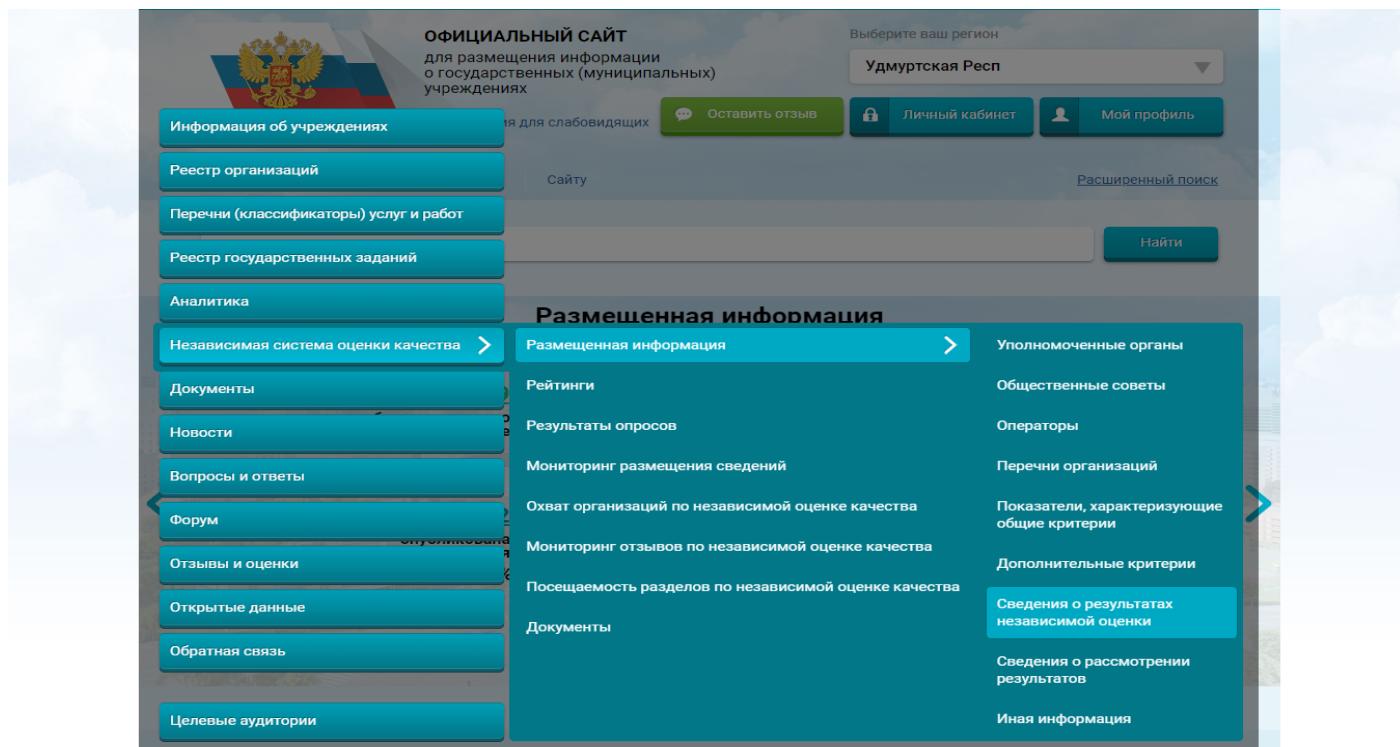 ОФИЦИАЛЬНЫЙ САЙТ
для размещения информации
о государственных (муниципальных)
учреждениях
Выберите ваш регион
Удмуртская Респ
для слабовидящих
Оставить отзыв
Личный кабинет
Мой профиль
Сайту
Расширенный поиск
Найти
Размещенная информация
Информация об учреждениях
Реестр организаций
Перечни (классификаторы) услуг и работ
Реестр государственных заданий
Аналитика
Независимая система оценки качества
Документы
Новости
Вопросы и ответы
Форум
Отзывы и оценки
Открытые данные
Обратная связь
Целевые аудитории
Размещенная информация
Рейтинги
Результаты опросов
Мониторинг размещения сведений
Охват организаций по независимой оценке качества
Мониторинг отзывов по независимой оценке качества
Посещаемость разделов по независимой оценке качества
Документы
Уполномоченные органы
Общественные советы
Операторы
Перечни организаций
Показатели, характеризующие
общие критерии
Дополнительные критерии
Сведения о результатах
независимой оценки
Сведения о рассмотрении
результатов
Иная информация